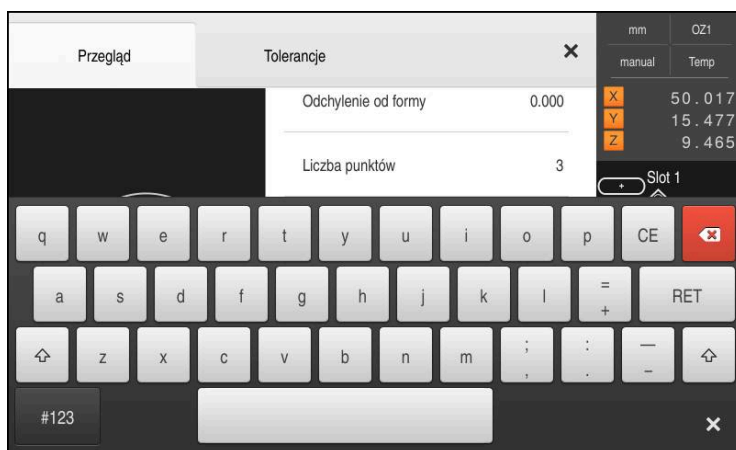 Przegląd Tolerancje ×
mm OZ1
manual Temp
Odchylenie od formy 0.000
X 50.017
Y 15.477
Z 9.465
Liczba punktów 3
Slot 1
+
q w e r t y u i o p CE
a s d f g h j k l = + RET
z x c v b n m ; , : . — –
#123 ×